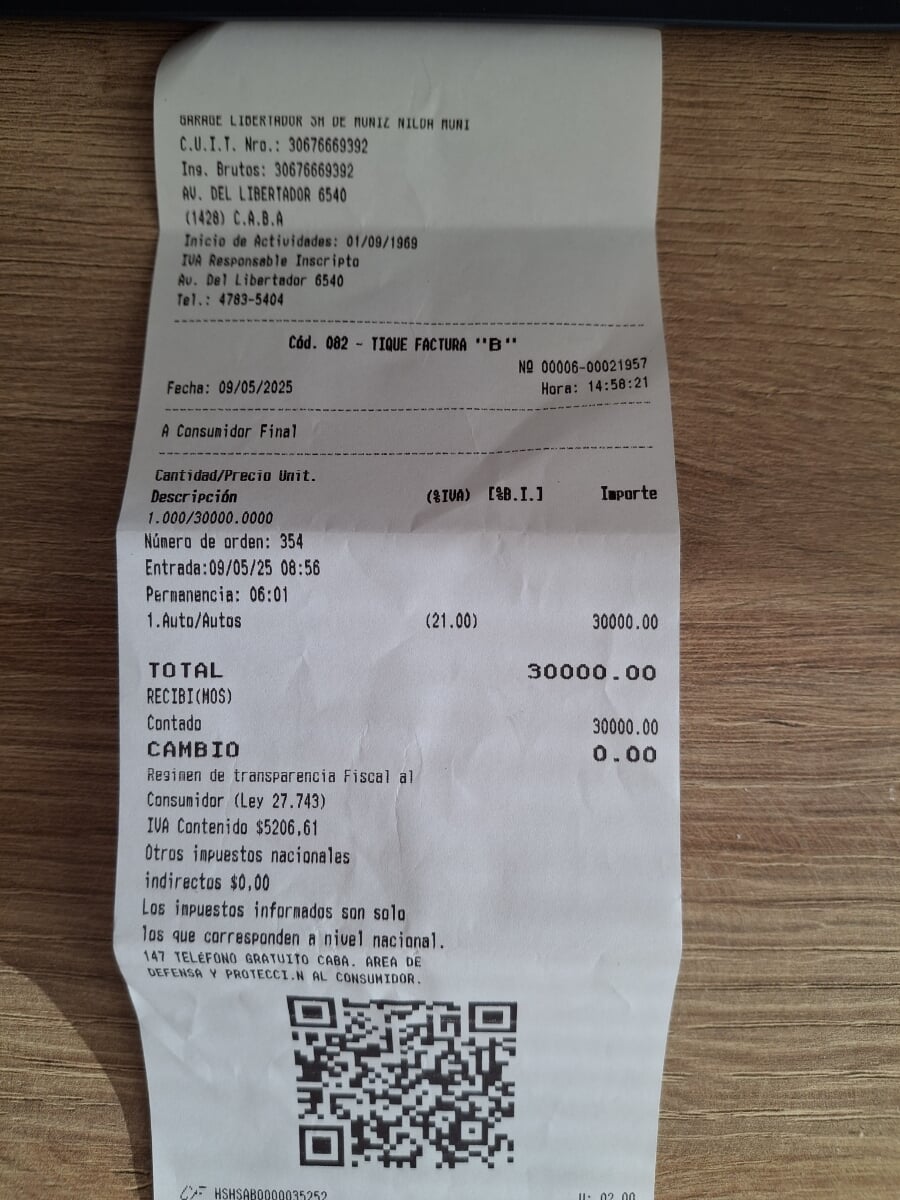 GARAGE LIBERTADOR SH DE MUNIZ NILDA MUNI
C.U.I.T. Nro.: 30676669392
Ing. Brutos: 30676669392
AV. DEL LIBERTADOR 6540
(1428) C.A.B.A
Inicio de Actividades: 01/09/1969
IVA Responsable Inscripto
Av. Del Libertador 6540
Tel.: 4783-5404
Cód. 082 - TIQUE FACTURA "B"
Nº 00006-00021957
Fecha: 09/05/2025 Hora: 14:58:21
A Consumidor Final
Cantidad/Precio Unit.
Descripción (%IVA) [%B.I.] Importe
1.000/30000.0000
Número de orden: 354
Entrada:09/05/25 08:56
Permanencia: 06:01
1.Auto/Autos (21.00) 30000.00
TOTAL 30000.00
RECIBI(MOS)
Contado 30000.00
CAMBIO 0.00
Regimen de transparencia Fiscal al
Consumidor (Ley 27.743)
IVA Contenido $5206,61
Otros impuestos nacionales
indirectos $0,00
Los impuestos informados son solo
los que corresponden a nivel nacional.
147 TELÉFONO GRATUITO CABA. AREA DE
DEFENSA Y PROTECCI.N AL CONSUMIDOR.
CF HSHSAB0000035252 V: 02.00